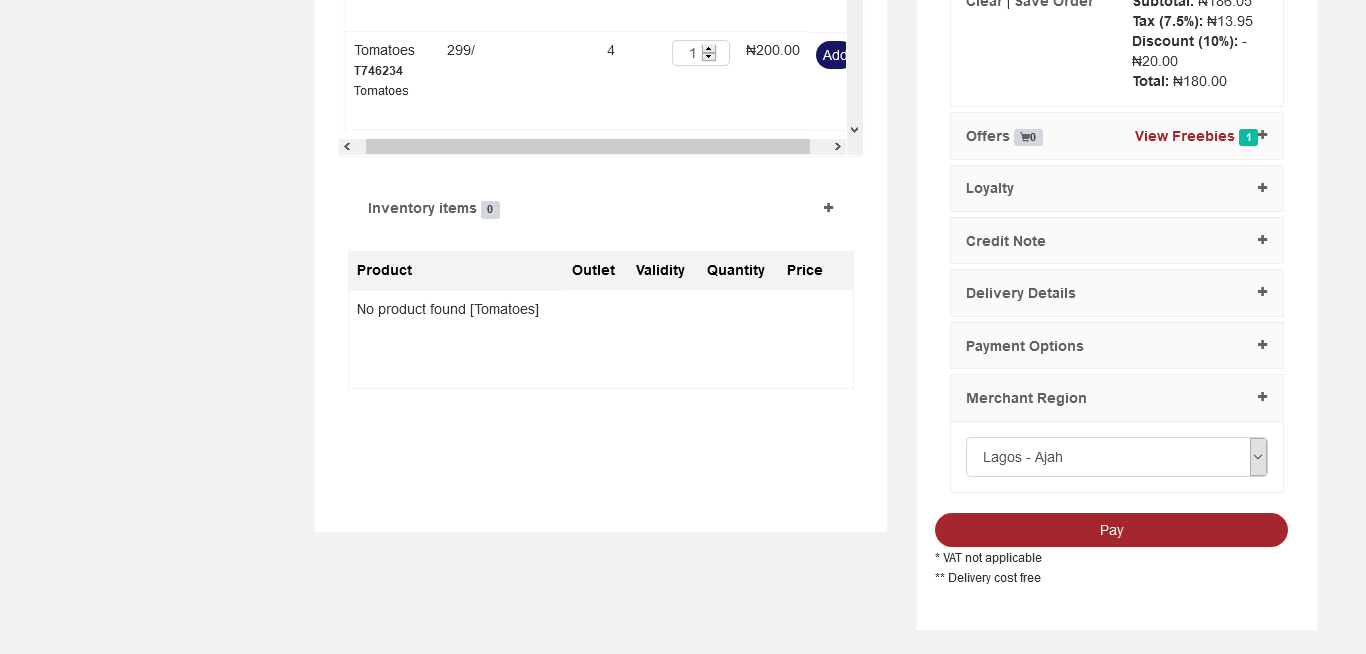 Clear | Save Order
Subtotal: ₦186.05
Tax (7.5%): ₦13.95
Discount (10%): -
₦20.00
Total: ₦180.00
Tomatoes 299/ 4 1 ₦200.00 Add
T746234
Tomatoes
Inventory items 0
Product Outlet Validity Quantity Price
No product found [Tomatoes]
Offers 0 View Freebies 1
Loyalty
Credit Note
Delivery Details
Payment Options
Merchant Region
Lagos - Ajah
Pay
* VAT not applicable
** Delivery cost free